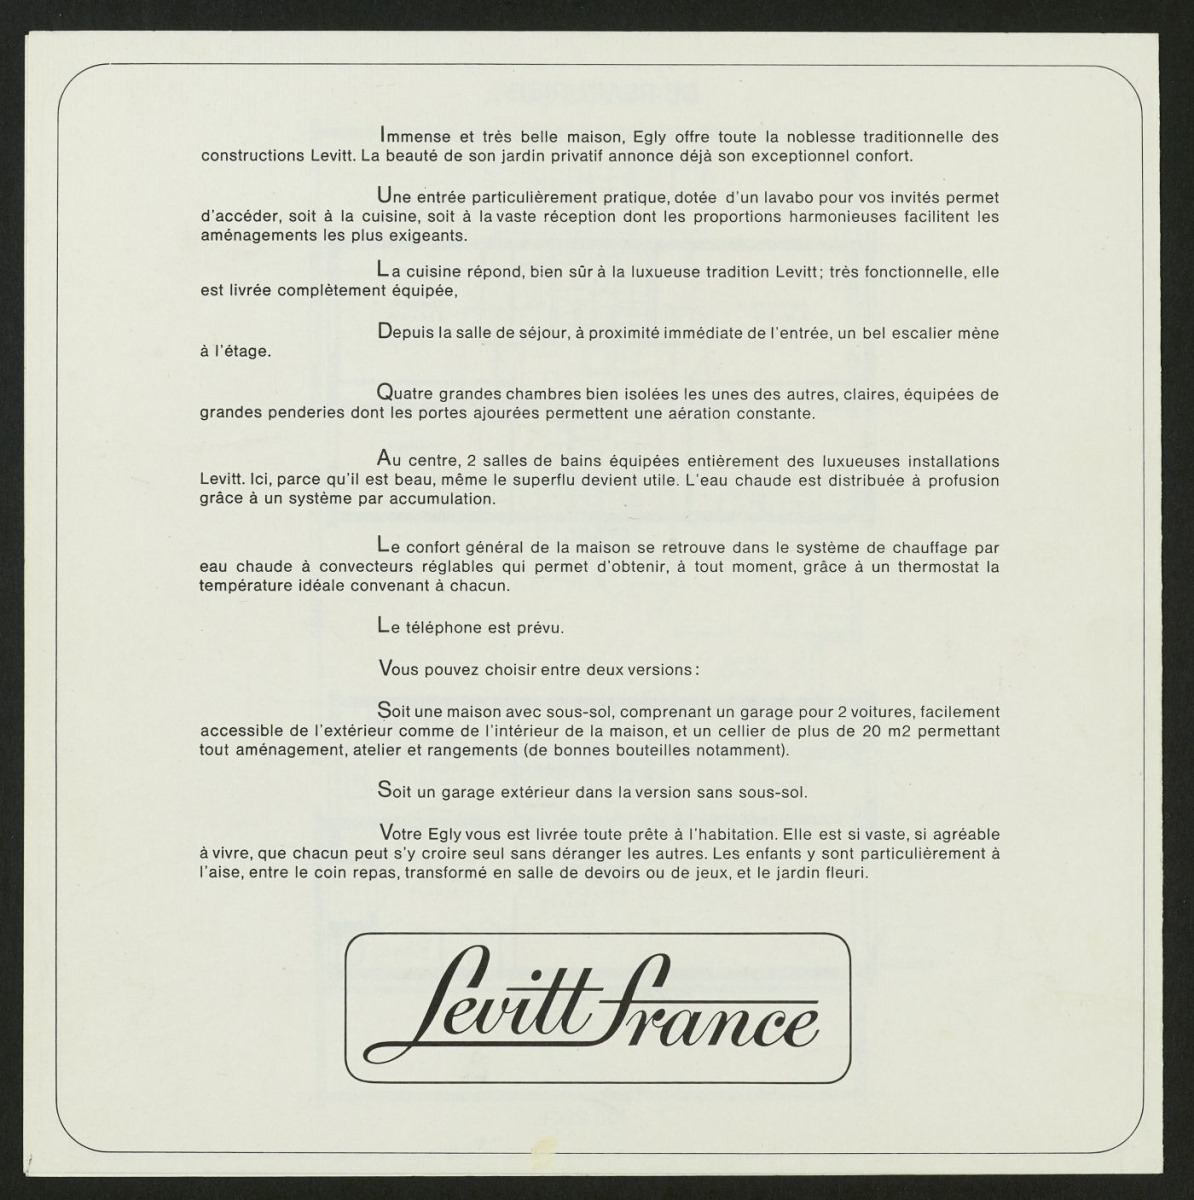 Immense et très belle maison, Egly offre toute la noblesse traditionnelle des
constructions Levitt. La beauté de son jardin privatif annonce déjà son exceptionnel confort.
Une entrée particulièrement pratique, dotée d'un lavabo pour vos invités permet
d'accéder, soit à la cuisine, soit à la vaste réception dont les proportions harmonieuses facilitent les
aménagements les plus exigeants.
La cuisine répond, bien sûr à la luxueuse tradition Levitt; très fonctionnelle, elle
est livrée complètement équipée,
Depuis la salle de séjour, à proximité immédiate de l'entrée, un bel escalier mène
à l'étage.
Quatre grandes chambres bien isolées les unes des autres, claires, équipées de
grandes penderies dont les portes ajourées permettent une aération constante.
Au centre, 2 salles de bains équipées entièrement des luxueuses installations
Levitt. Ici, parce qu'il est beau, même le superflu devient utile. L'eau chaude est distribuée à profusion
grâce à un système par accumulation.
Le confort général de la maison se retrouve dans le système de chauffage par
eau chaude à convecteurs réglables qui permet d'obtenir, à tout moment, grâce à un thermostat la
température idéale convenant à chacun.
Le téléphone est prévu.
Vous pouvez choisir entre deux versions :
Soit une maison avec sous-sol, comprenant un garage pour 2 voitures, facilement
accessible de l'extérieur comme de l'intérieur de la maison, et un cellier de plus de 20 m2 permettant
tout aménagement, atelier et rangements (de bonnes bouteilles notamment).
Soit un garage extérieur dans la version sans sous-sol.
Votre Egly vous est livrée toute prête à l'habitation. Elle est si vaste, si agréable
à vivre, que chacun peut s'y croire seul sans déranger les autres. Les enfants y sont particulièrement à
l'aise, entre le coin repas, transformé en salle de devoirs ou de jeux, et le jardin fleuri.
Levitt france